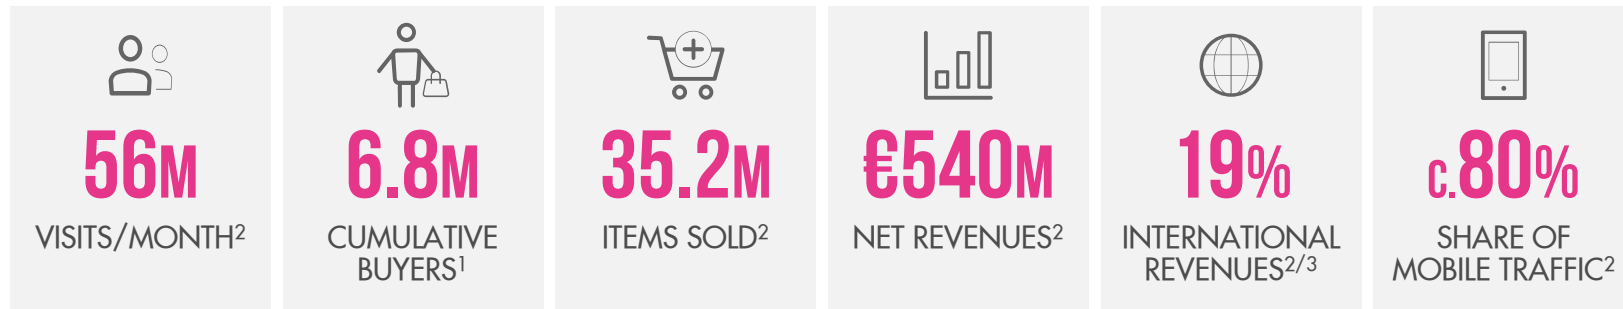 56M
VISITS/MONTH2
6.8M
CUMULATIVE
BUYERS1
35.2M
ITEMS SOLD2
€540M
NET REVENUES2
19%
INTERNATIONAL
REVENUES2/3
c.80%
SHARE OF
MOBILE TRAFFIC2